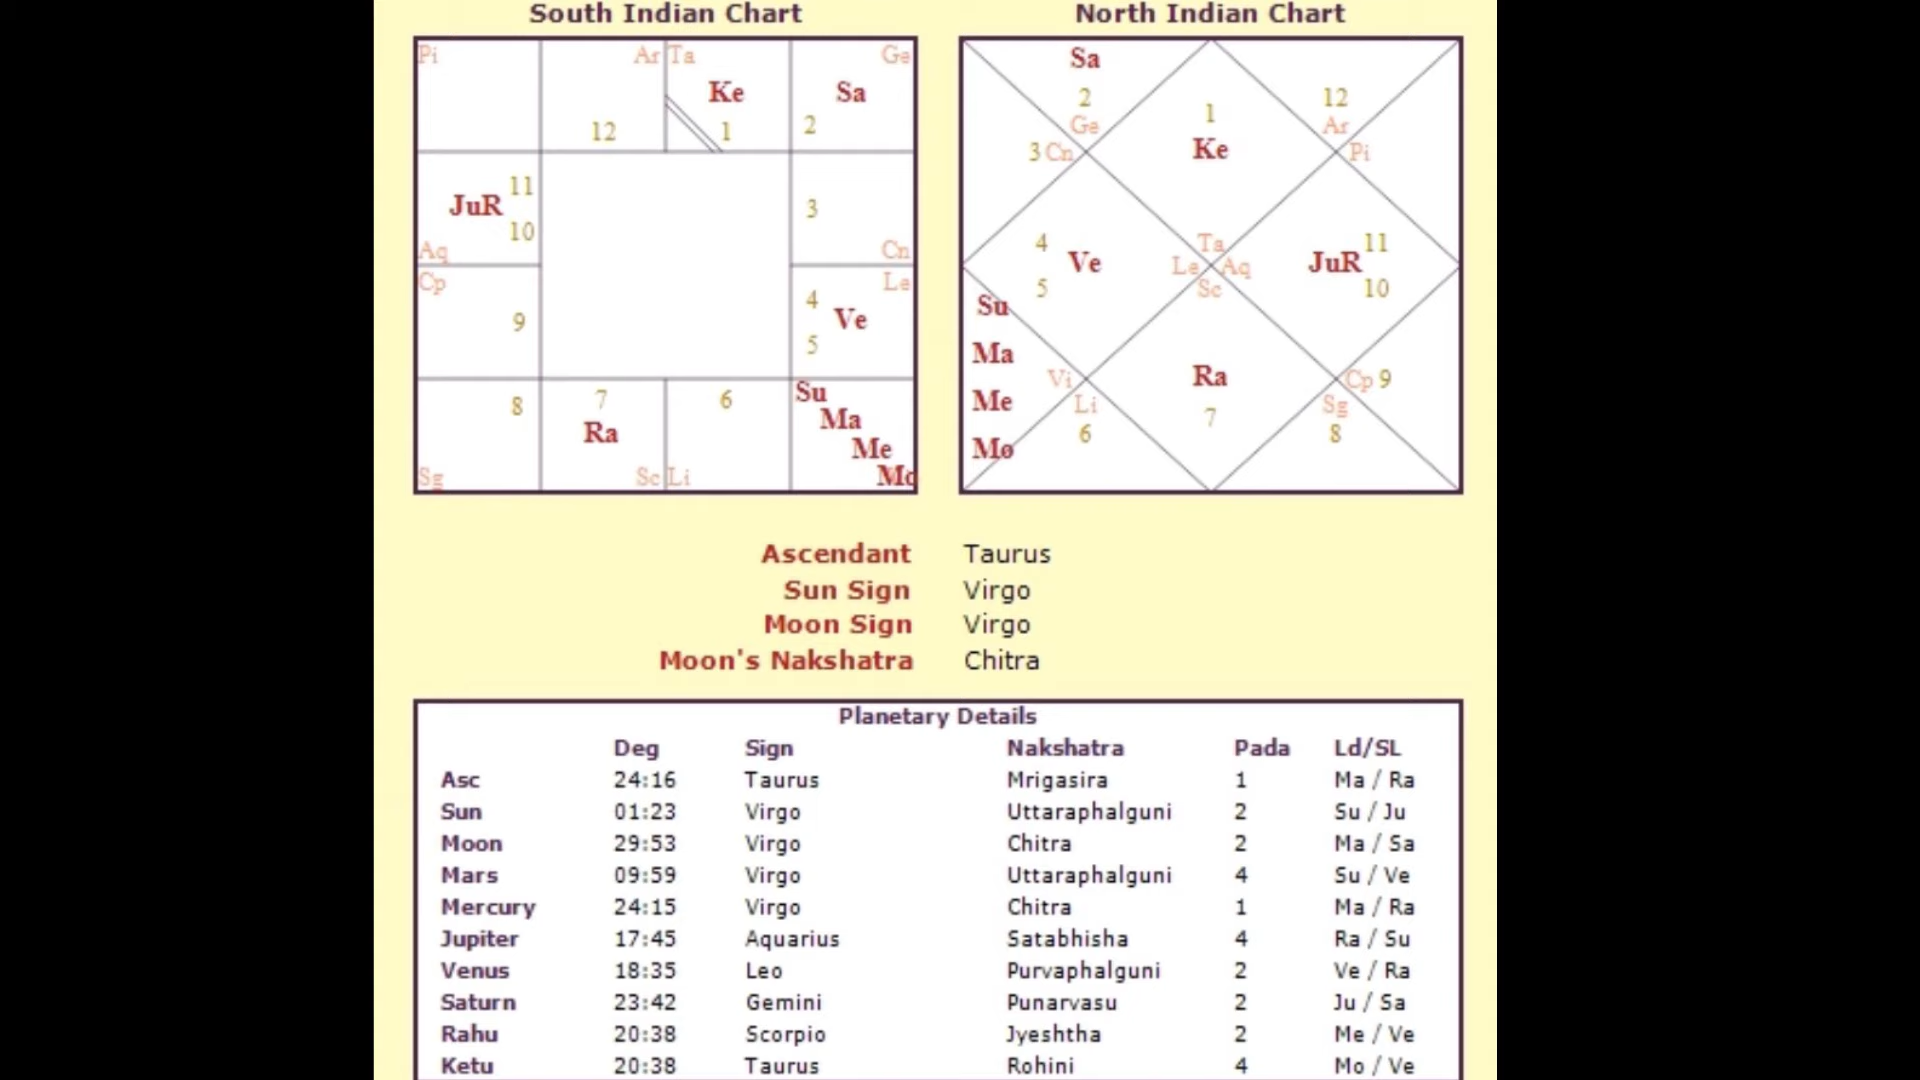 South Indian Chart
North Indian Chart
Pi
Ar
Ta
Ge
Ke
Sa
12
1
2
JuR
11
10
3
Aq
Cn
Cp
Le
9
4
Ve
5
8
7
6
Su
Ra
Ma
Me
Sg
Sc
Li
Sa
2
Ge
3 Cn
1
Ke
12
Ar
Pi
4
Ve
5
Ta
Le Aq
Sc
JuR
11
10
Su
Ma
Me
Mo
Vi
Li
6
Ra
7
Cp 9
Sg
8
Ascendant Taurus
Sun Sign Virgo
Moon Sign Virgo
Moon's Nakshatra Chitra
Planetary Details
Deg Sign Nakshatra Pada Ld/SL
Asc 24:16 Taurus Mrigasira 1 Ma / Ra
Sun 01:23 Virgo Uttaraphalguni 2 Su / Ju
Moon 29:53 Virgo Chitra 2 Ma / Sa
Mars 09:59 Virgo Uttaraphalguni 4 Su / Ve
Mercury 24:15 Virgo Chitra 1 Ma / Ra
Jupiter 17:45 Aquarius Satabhisha 4 Ra / Su
Venus 18:35 Leo Purvaphalguni 2 Ve / Ra
Saturn 23:42 Gemini Punarvasu 2 Ju / Sa
Rahu 20:38 Scorpio Jyeshtha 2 Me / Ve
Ketu 20:38 Taurus Rohini 4 Mo / Ve